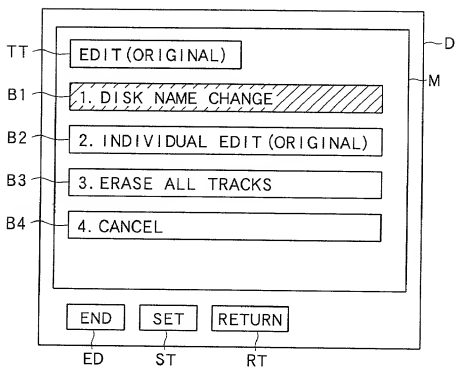 TT EDIT(ORIGINAL) D
M
B1 1. DISK NAME CHANGE
B2 2. INDIVIDUAL EDIT(ORIGINAL)
B3 3. ERASE ALL TRACKS
B4 4. CANCEL
END SET RETURN
ED ST RT